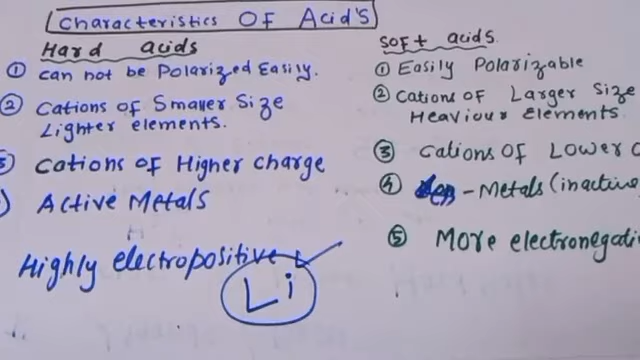 Characteristics Of Acid'S
Hard acids
① can not be Polarized Easily.
② Cations of Smaller Size
Lighter elements.
Cations of Higher charge
Active Metals
Highly electropositive
Li
SOFt acids.
① Easily Polarizable
② Cations OF Larger Size
Heaviour Elements.
③ Cations OF Lower
④ - Metals (inactive
⑤ More electronegati